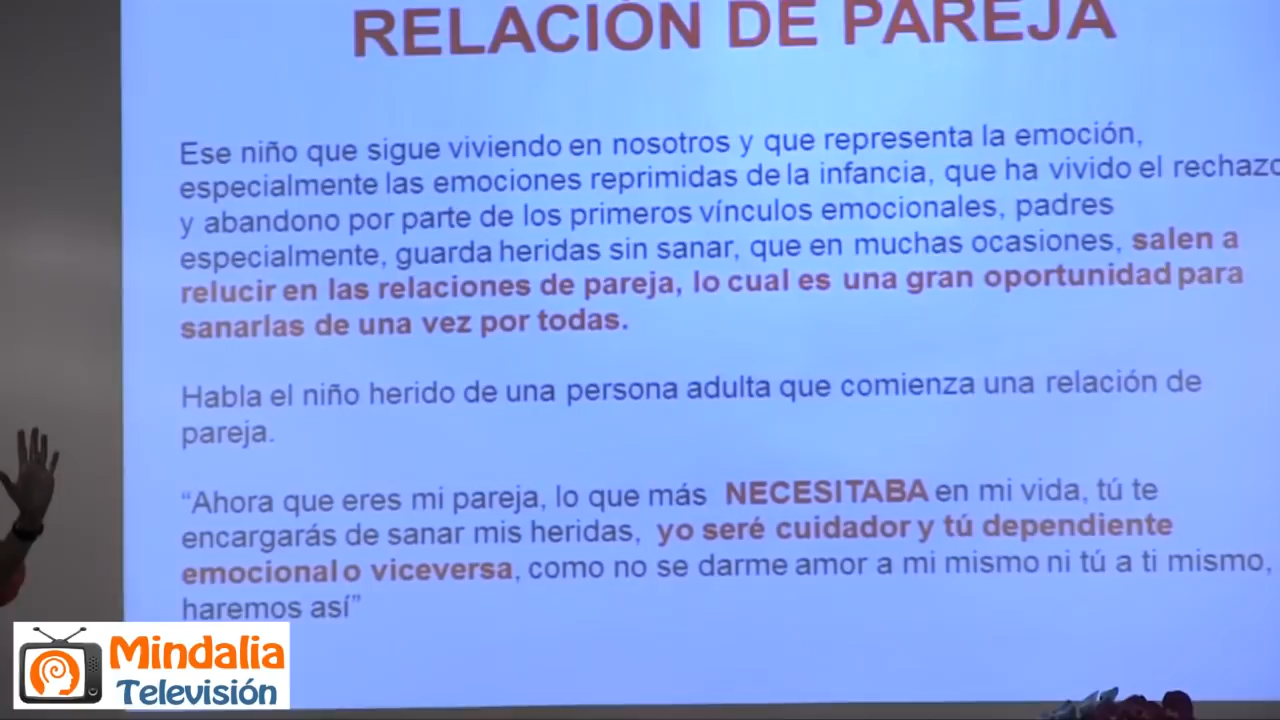 RELACIÓN DE PAREJA
Ese niño que sigue viviendo en nosotros y que representa la emoción,
especialmente las emociones reprimidas de la infancia, que ha vivido el rechazo
y abandono por parte de los primeros vínculos emocionales, padres
especialmente, guarda heridas sin sanar, que en muchas ocasiones, salen a
relucir en las relaciones de pareja, lo cual es una gran oportunidad para
sanarlas de una vez por todas.
Habla el niño herido de una persona adulta que comienza una relación de
pareja.
“Ahora que eres mi pareja, lo que más NECESITABA en mi vida, tú te
encargarás de sanar mis heridas, yo seré cuidador y tú dependiente
emocional o viceversa, como no se darme amor a mi mismo ni tú a ti mismo,
haremos así”
Mindalia
Televisión